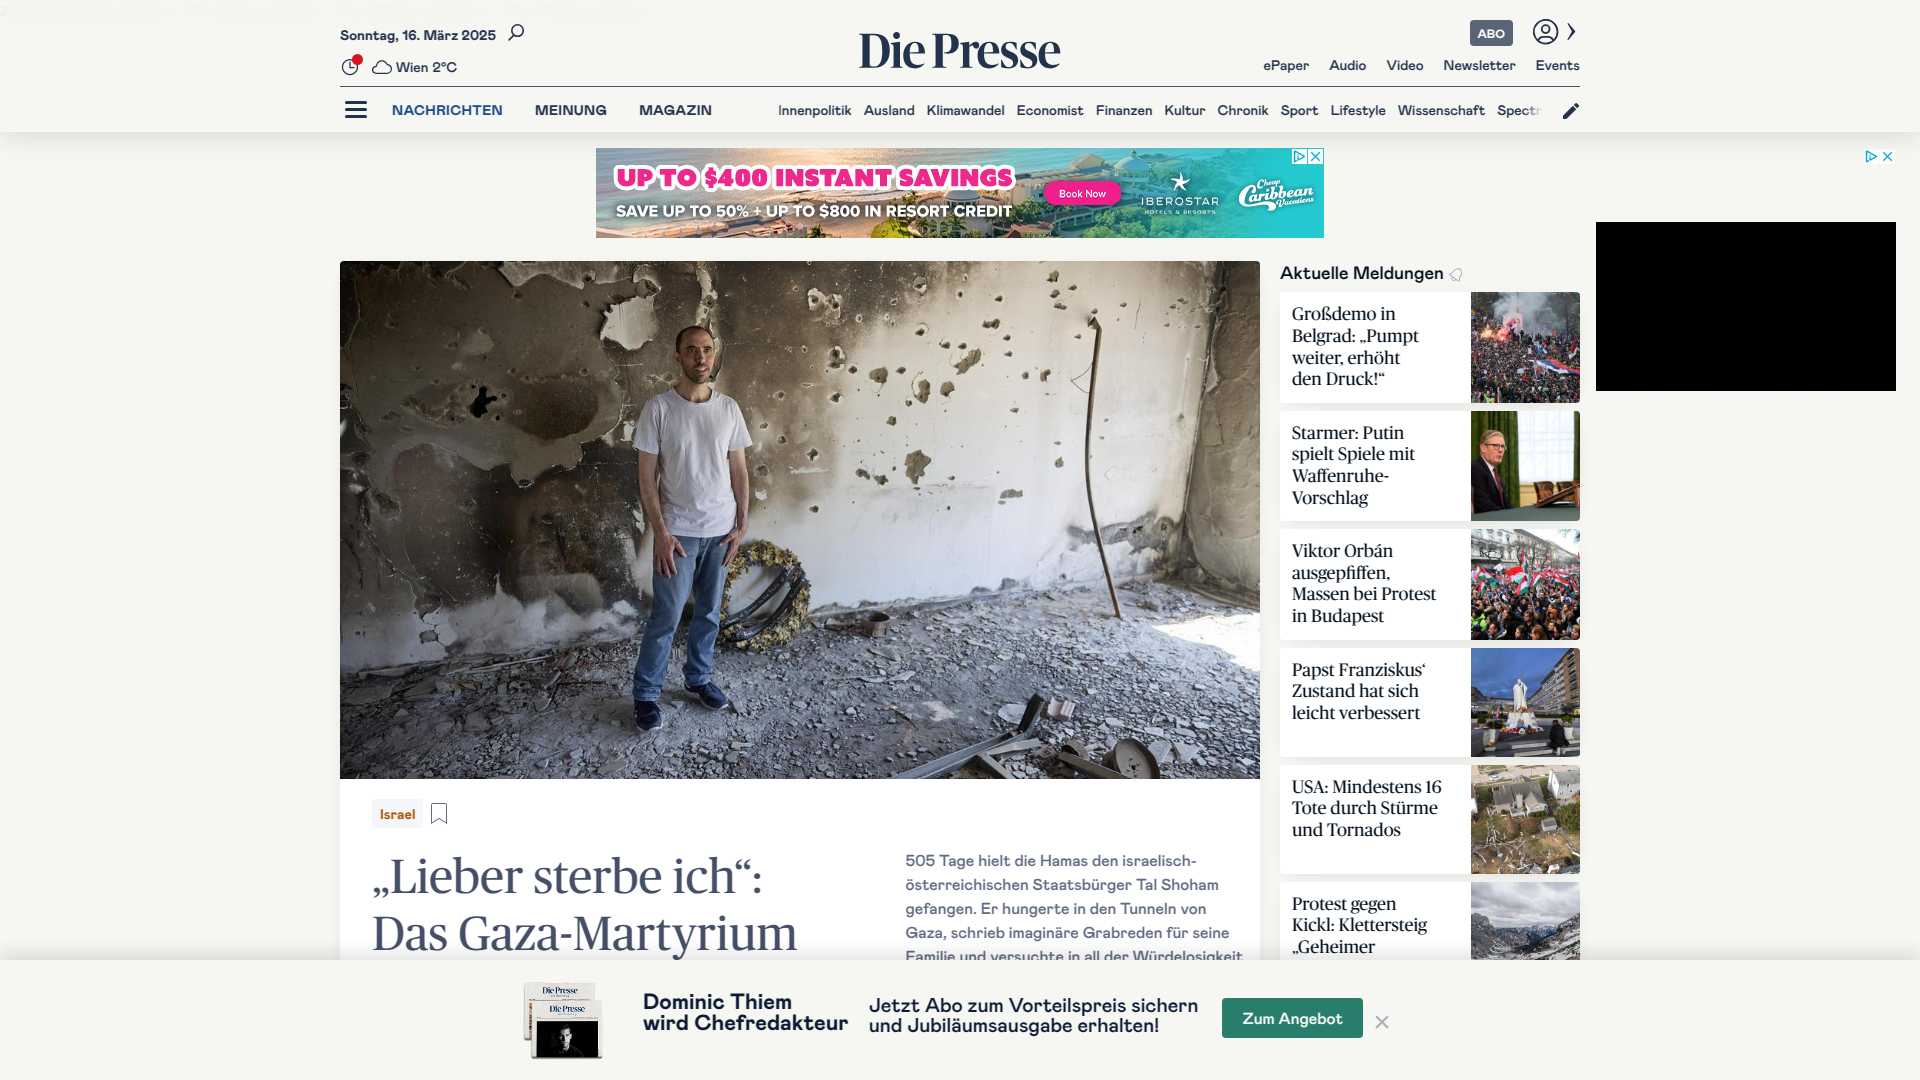 Sonntag, 16. März 2025
Wien 2°C
Die Presse
ABO
ePaper Audio Video Newsletter Events
NACHRICHTEN MEINUNG MAGAZIN
Innenpolitik Ausland Klimawandel Economist Finanzen Kultur Chronik Sport Lifestyle Wissenschaft Spectr
UP TO $400 INSTANT SAVINGS
SAVE UP TO 50% + UP TO $800 IN RESORT CREDIT
Book Now
IBEROSTAR
HOTELS & RESORTS
Cheap
Caribbean
Vacations
Aktuelle Meldungen
Großdemo in
Belgrad: „Pumpt
weiter, erhöht
den Druck!“
Starmer: Putin
spielt Spiele mit
Waffenruhe-
Vorschlag
Viktor Orbán
ausgepfiffen,
Massen bei Protest
in Budapest
Papst Franziskus‘
Zustand hat sich
leicht verbessert
USA: Mindestens 16
Tote durch Stürme
und Tornados
Protest gegen
Kickl: Klettersteig
„Geheimer
Israel
„Lieber sterbe ich“:
Das Gaza-Martyrium
505 Tage hielt die Hamas den israelisch-
österreichischen Staatsbürger Tal Shoham
gefangen. Er hungerte in den Tunneln von
Gaza, schrieb imaginäre Grabreden für seine
Familie und versuchte in all der Würdelosigkeit
Die Presse
Die Presse
Dominic Thiem
wird Chefredakteur
Jetzt Abo zum Vorteilspreis sichern
und Jubiläumsausgabe erhalten!
Zum Angebot